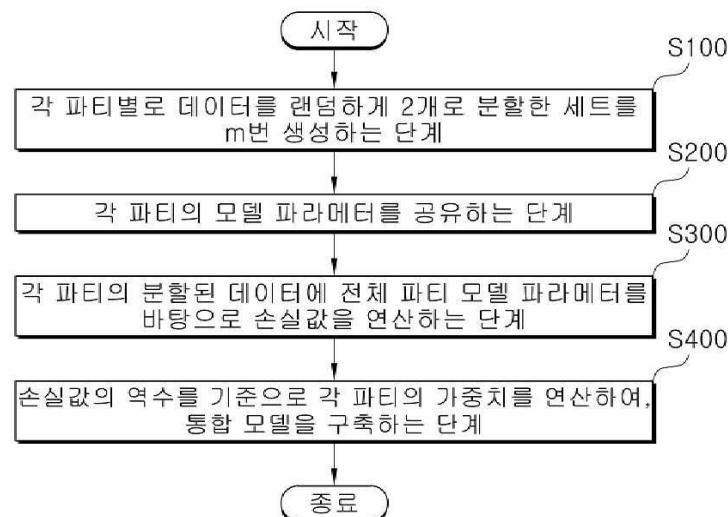 시작
S100
각 파티별로 데이터를 랜덤하게 2개로 분할한 세트를
m번 생성하는 단계
S200
각 파티의 모델 파라메터를 공유하는 단계
S300
각 파티의 분할된 데이터에 전체 파티 모델 파라메터를
바탕으로 손실값을 연산하는 단계
S400
손실값의 역수를 기준으로 각 파티의 가중치를 연산하여,
통합 모델을 구축하는 단계
종료